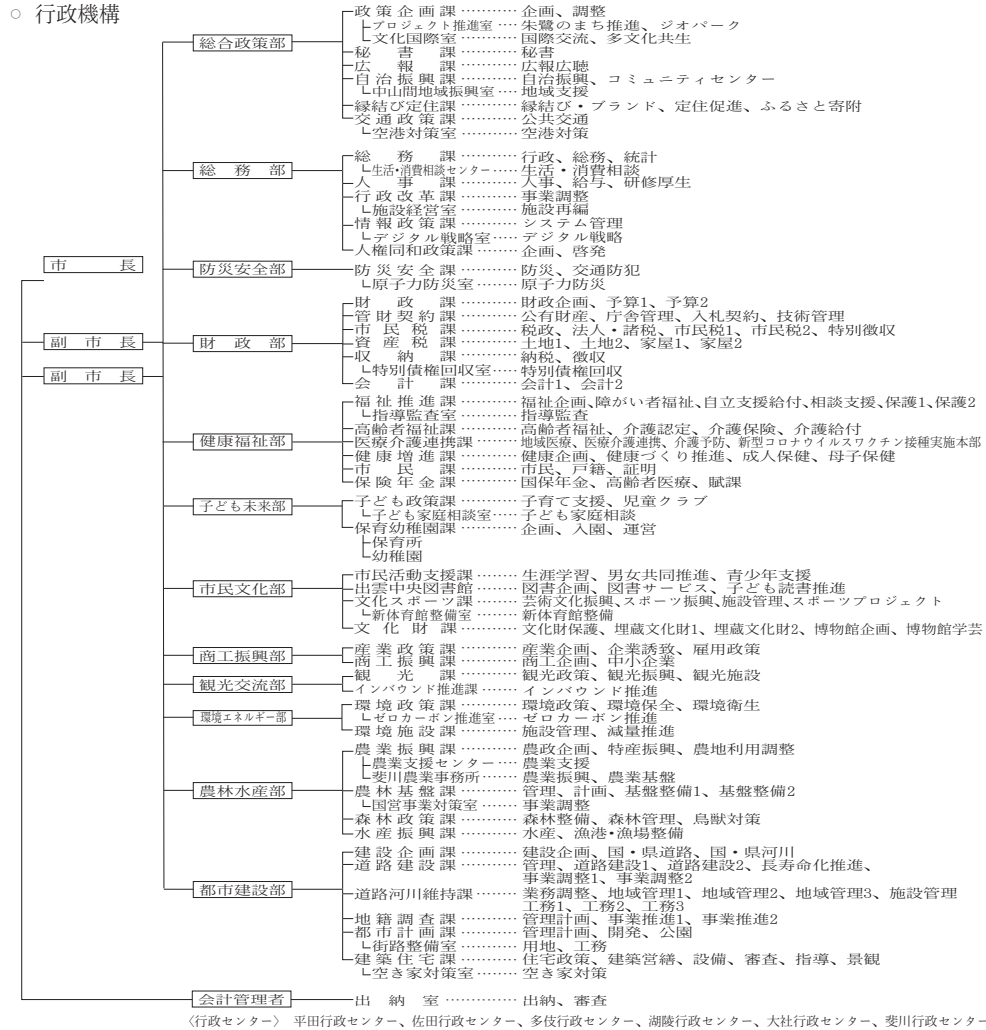 ○ 行政機構
市長
副市長
副市長
総合政策部
政策企画課………企画、調整
プロジェクト推進室……朱鷺のまち推進、ジオパーク
文化国際室………国際交流、多文化共生
秘書課………秘書
広報課………広報広聴
自治振興課………自治振興、コミュニティセンター
中山間地域振興室……地域支援
縁結び定住課………縁結び・ブランド、定住促進、ふるさと寄附
交通政策課………公共交通
空港対策室………空港対策
総務部
総務課………行政、総務、統計
生活・消費相談センター……生活・消費相談
人事課………人事、給与、研修厚生
行政改革課………事業調整
施設経営室………施設再編
情報政策課………システム管理
デジタル戦略室……デジタル戦略
人権同和政策課………企画、啓発
防災安全部
防災安全課………防災、交通防犯
原子力防災室……原子力防災
財政部
財政課………財政企画、予算1、予算2
管財契約課………公有財産、庁舎管理、入札契約、技術管理
市民税課………税政、法人・諸税、市民税1、市民税2、特別徴収
資産税課………土地1、土地2、家屋1、家屋2
収納課………納税、徴収
特別債権回収室……特別債権回収
会計課………会計1、会計2
健康福祉部
福祉推進課………福祉企画、障がい者福祉、自立支援給付、相談支援、保護1、保護2
指導監査室………指導監査
高齢者福祉課………高齢者福祉、介護認定、介護保険、介護給付
医療介護連携課………地域医療、医療介護連携、介護予防、新型コロナウイルスワクチン接種実施本部
健康増進課………健康企画、健康づくり推進、成人保健、母子保健
市民課………市民、戸籍、証明
保険年金課………国保年金、高齢者医療、賦課
子ども未来部
子ども政策課………子育て支援、児童クラブ
子ども家庭相談室……子ども家庭相談
保育幼稚園課………企画、入園、運営
保育所
幼稚園
市民文化部
市民活動支援課………生涯学習、男女共同推進、青少年支援
出雲中央図書館………図書企画、図書サービス、子ども読書推進
文化スポーツ課………芸術文化振興、スポーツ振興、施設管理、スポーツプロジェクト
新体育館整備室………新体育館整備
文化財課………文化財保護、埋蔵文化財1、埋蔵文化財2、博物館企画、博物館学芸
商工振興部
産業政策課………産業企画、企業誘致、雇用政策
商工振興課………商工企画、中小企業
観光交流部
観光課………観光政策、観光振興、観光施設
インバウンド推進課……インバウンド推進
環境エネルギー部
環境政策課………環境政策、環境保全、環境衛生
ゼロカーボン推進室……ゼロカーボン推進
環境施設課………施設管理、減量推進
農林水産部
農業振興課………農政企画、特産振興、農地利用調整
農業支援センター……農業支援
斐川農業事務所……農業振興、農業基盤
農林基盤課………管理、計画、基盤整備1、基盤整備2
国営事業対策室……事業調整
森林政策課………森林整備、森林管理、鳥獣対策
水産振興課………水産、漁港・漁場整備
都市建設部
建設企画課………建設企画、国・県道路、国・県河川
道路建設課………管理、道路建設1、道路建設2、長寿命化推進、
事業調整1、事業調整2
道路河川維持課………業務調整、地域管理1、地域管理2、地域管理3、施設管理
工務1、工務2、工務3
地籍調査課………管理計画、事業推進1、事業推進2
都市計画課………管理計画、開発、公園
街路整備室………用地、工務
建築住宅課………住宅政策、建築営繕、設備、審査、指導、景観
空き家対策室………空き家対策
会計管理者
出納室…………出納、審査
〈行政センター〉 平田行政センター、佐田行政センター、多伎行政センター、湖陵行政センター、大社行政センター、斐川行政センター